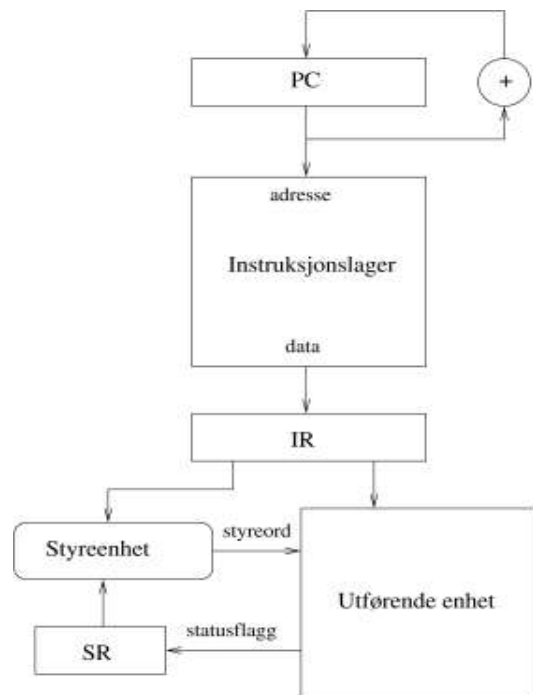 PC
+
adresse
Instruksjonslager
data
IR
Styreenhet
styreord
Utførende enhet
statusflagg
SR